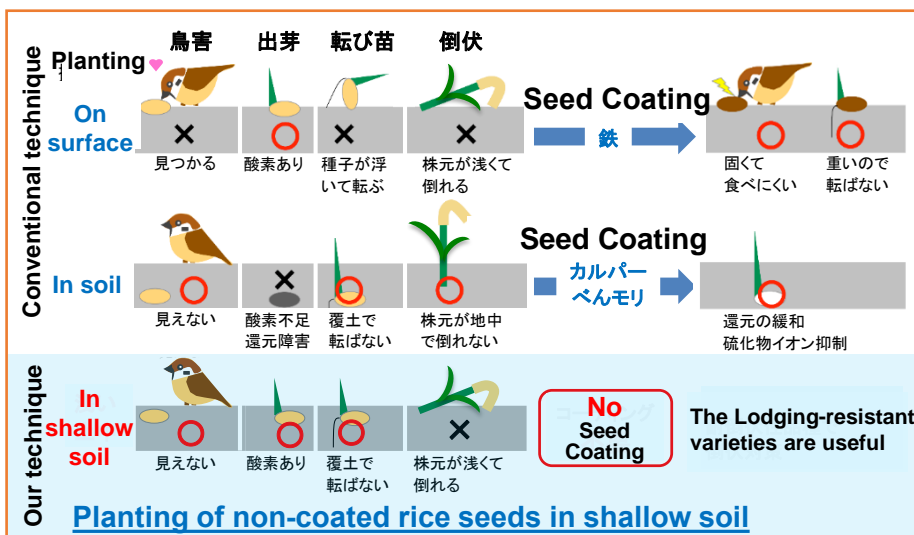 鳥害 出芽 転び苗 倒伏
Conventional technique
Planting
On
surface
見つかる
酸素あり
種子が浮
いて転ぶ
株元が浅くて
倒れる
Seed Coating
鉄
固くて
食べにくい
重いので
転ばない
In soil
見えない
酸素不足
還元障害
覆土で
転ばない
株元が地中
で倒れない
Seed Coating
カルパー
べんモリ
還元の緩和
硫化物イオン抑制
Our technique
In
shallow
soil
見えない
酸素あり
覆土で
転ばない
株元が浅くて
倒れる
No
Seed
Coating
The Lodging-resistant
varieties are useful
Planting of non-coated rice seeds in shallow soil